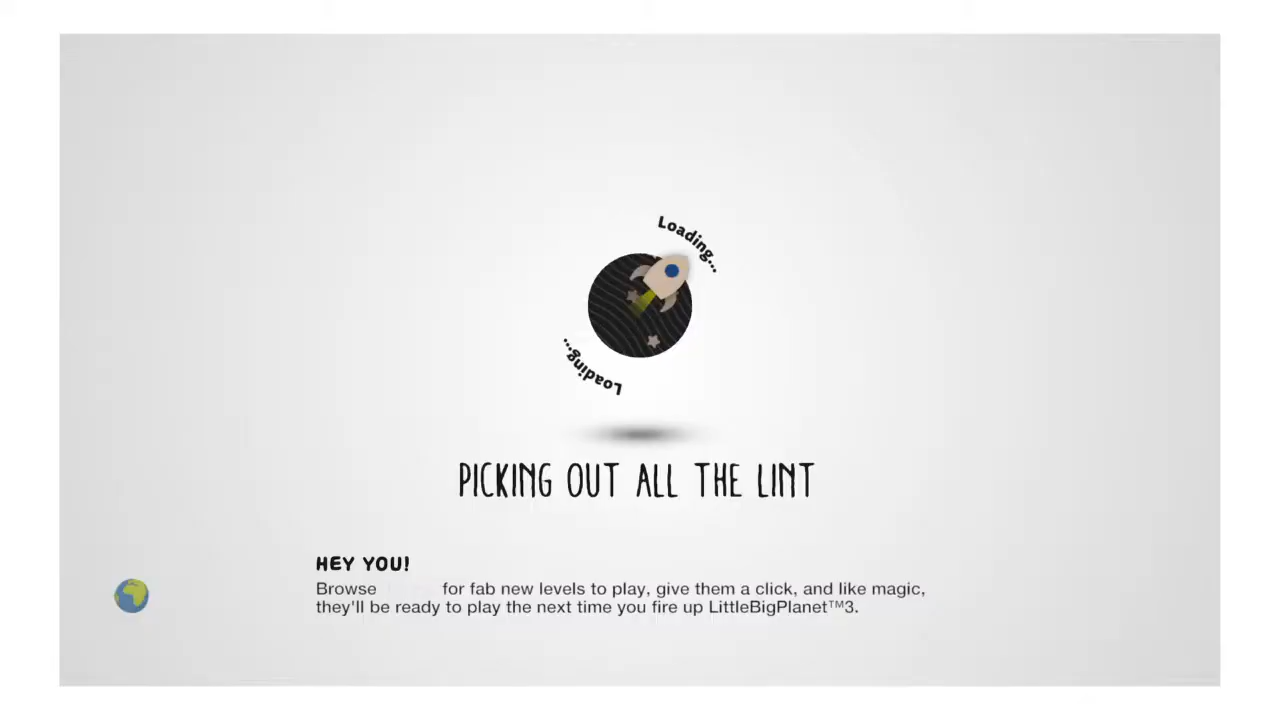 Loading...
Loading...
PICKING OUT ALL THE LINT
HEY YOU!
Browse for fab new levels to play, give them a click, and like magic,
they'll be ready to play the next time you fire up LittleBigPlanet™3.